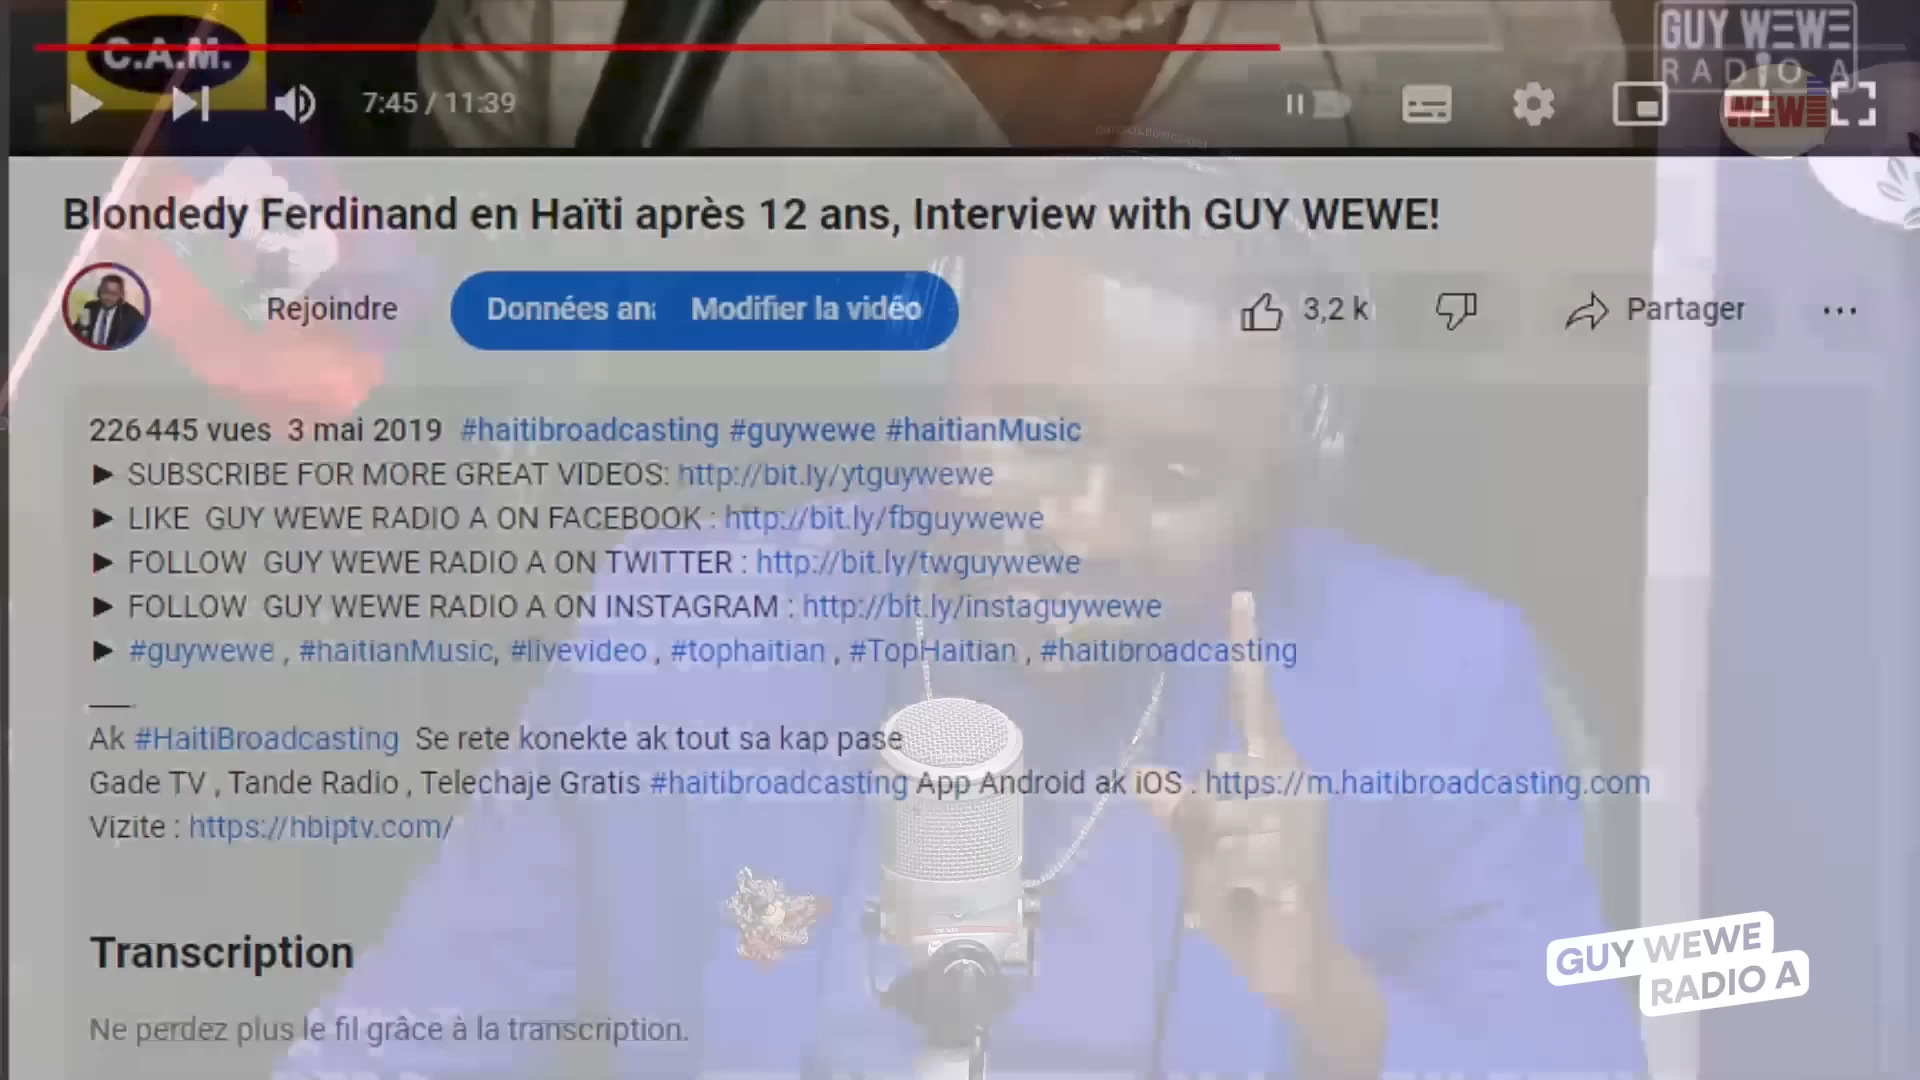 C.A.M.
GUY WEWE
RADIO A
WEWE
7:45 / 11:39
Blondedy Ferdinand en Haïti après 12 ans, Interview with GUY WEWE!
Rejoindre
Données ana
Modifier la vidéo
3,2 k
Partager
226 445 vues 3 mai 2019 #haitibroadcasting #guywewe #haitianMusic
► SUBSCRIBE FOR MORE GREAT VIDEOS: http://bit.ly/ytguywewe
► LIKE GUY WEWE RADIO A ON FACEBOOK : http://bit.ly/fbguywewe
► FOLLOW GUY WEWE RADIO A ON TWITTER : http://bit.ly/twguywewe
► FOLLOW GUY WEWE RADIO A ON INSTAGRAM : http://bit.ly/instaguywewe
► #guywewe , #haitianMusic, #livevideo , #tophaitian , #TopHaitian , #haitibroadcasting
Ak #HaitiBroadcasting Se rete konekte ak tout sa kap pase
Gade TV , Tande Radio , Telechaje Gratis #haitibroadcasting App Android ak iOS . https://m.haitibroadcasting.com
Vizite : https://hbiptv.com/
Transcription
Ne perdez plus le fil grâce à la transcription.
GUY WEWE
RADIO A